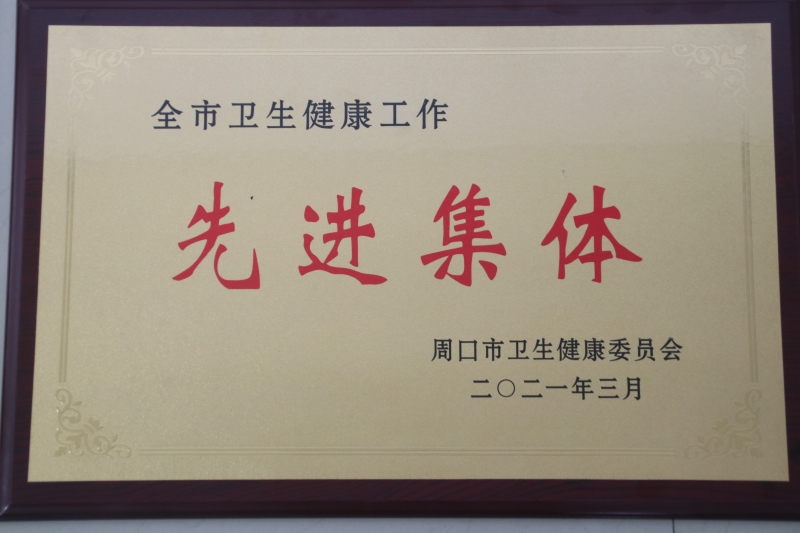 全市卫生健康工作
先进集体
周口市卫生健康委员会
二〇二一年三月